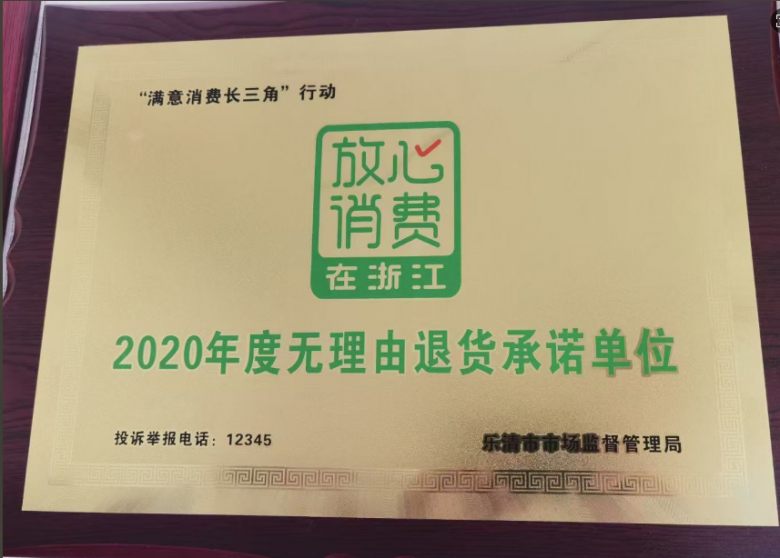 “满意消费长三角”行动
放心
消费
在浙江
2020年度无理由退货承诺单位
投诉举报电话：12345
乐清市市场监督管理局